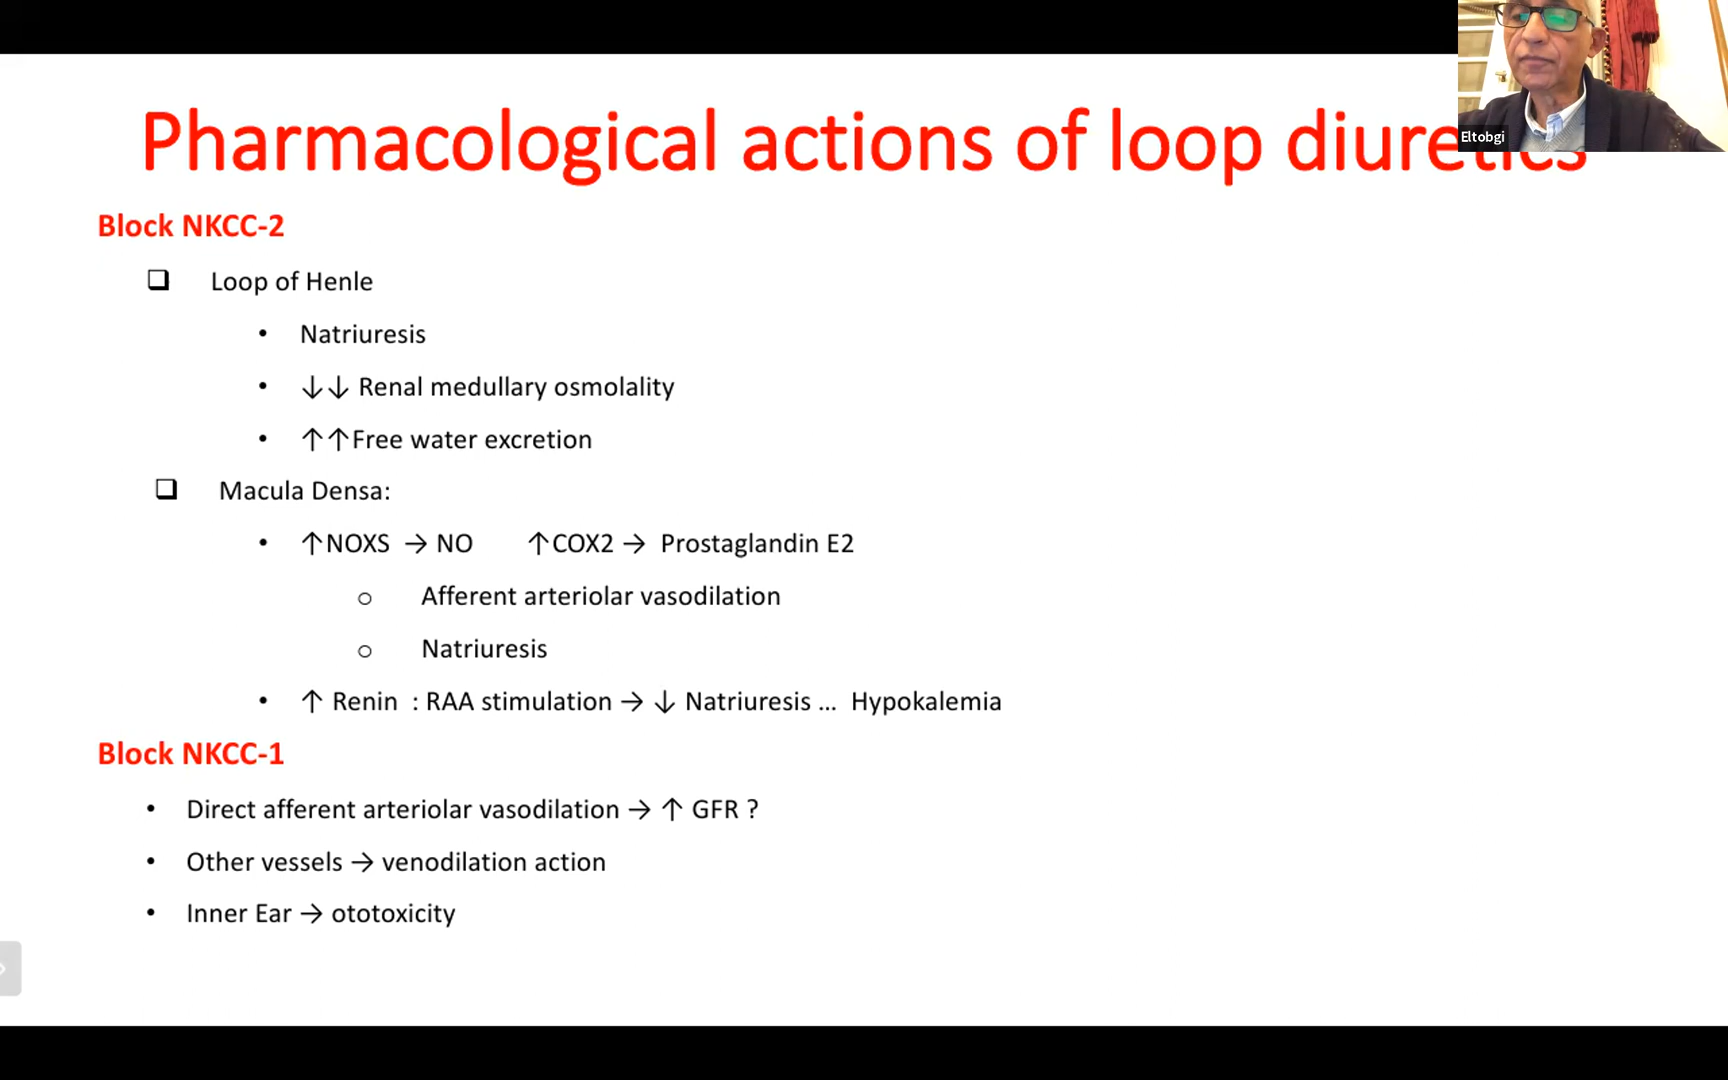 Pharmacological actions of loop diuretics
Eltobgi
Block NKCC-2
❑ Loop of Henle
• Natriuresis
• ↓↓ Renal medullary osmolality
• ↑↑Free water excretion
❑ Macula Densa:
• ↑NOXS → NO ↑COX2 → Prostaglandin E2
o Afferent arteriolar vasodilation
o Natriuresis
• ↑ Renin : RAA stimulation → ↓ Natriuresis ... Hypokalemia
Block NKCC-1
• Direct afferent arteriolar vasodilation → ↑ GFR ?
• Other vessels → venodilation action
• Inner Ear → ototoxicity